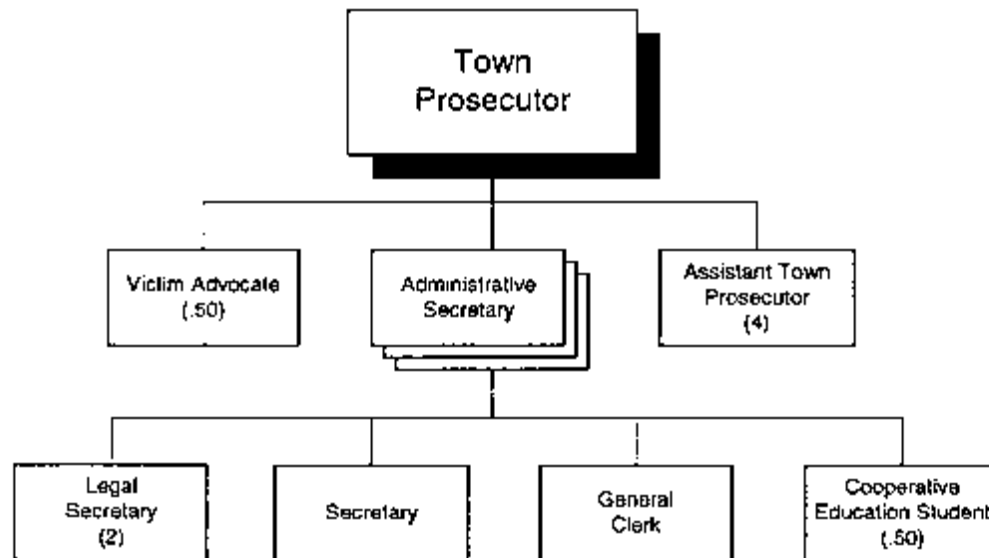 Town
Prosecutor
Victim Advocate
(.50)
Administrative
Secretary
Assistant Town
Prosecutor
(4)
Legal
Secretary
(2)
Secretary
General
Clerk
Cooperative
Education Student
(.50)